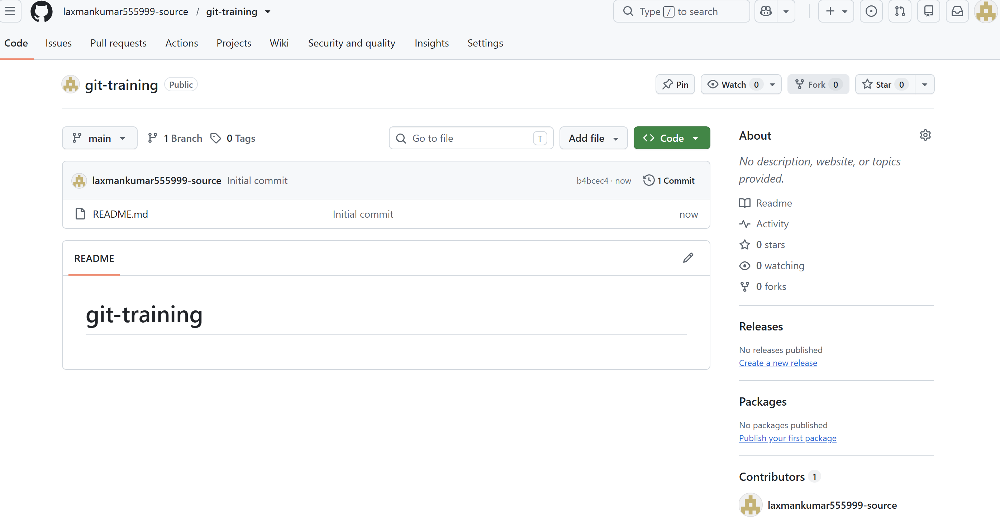 laxmankumar555999-source / git-training
Type / to search
Code Issues Pull requests Actions Projects Wiki Security and quality Insights Settings
git-training Public
Pin Watch 0 Fork 0 Star 0
main 1 Branch 0 Tags
Go to file T Add file Code
laxmankumar555999-source Initial commit b4bcec4 · now 1 Commit
README.md Initial commit now
README
git-training
About
No description, website, or topics
provided.
Readme
Activity
0 stars
0 watching
0 forks
Releases
No releases published
Create a new release
Packages
No packages published
Publish your first package
Contributors 1
laxmankumar555999-source